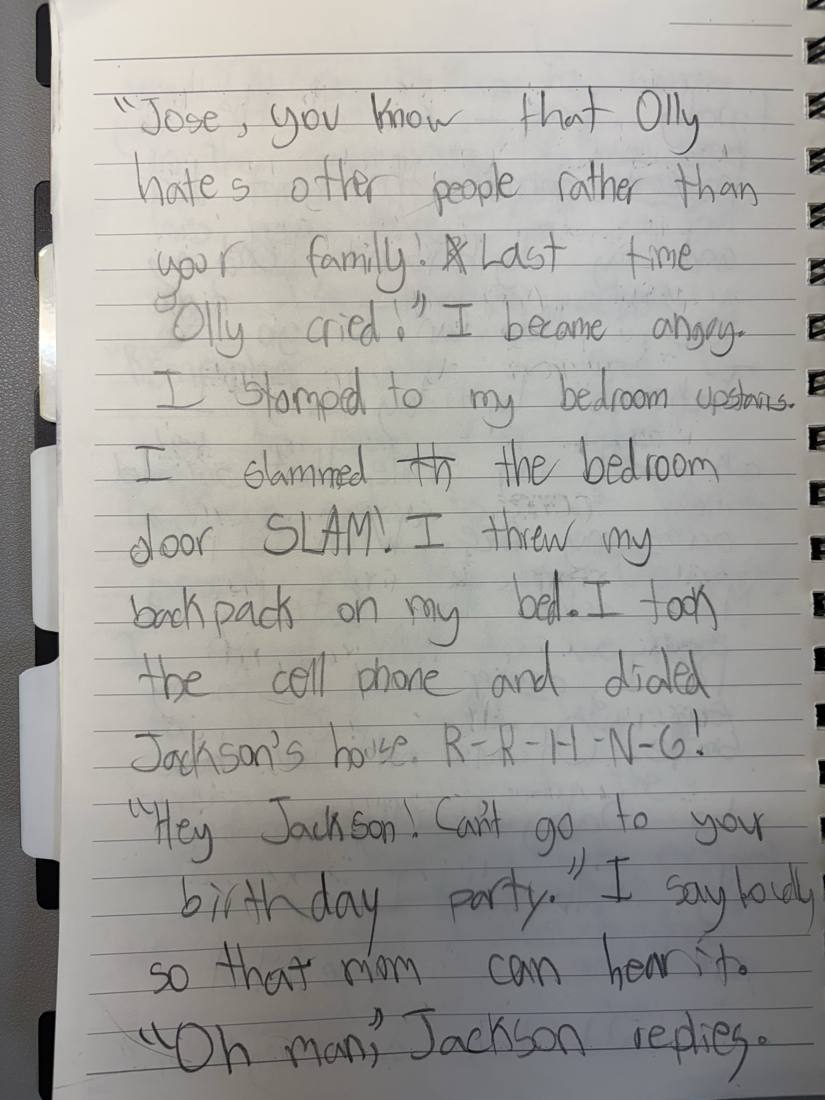 "Jose, you know that Olly
hates other people rather than
your family! Last time
"Olly cried!" I became angry.
I stomped to my bedroom upstairs.
I slammed th the bedroom
door SLAM! I threw my
backpack on my bed. I took
the cell phone and dialed
Jackson's house. R-R-H-N-G!
"Hey Jackson! Can't go to your
birthday party." I say loudly
so that mom can hear it.
"Oh man," Jackson replies.